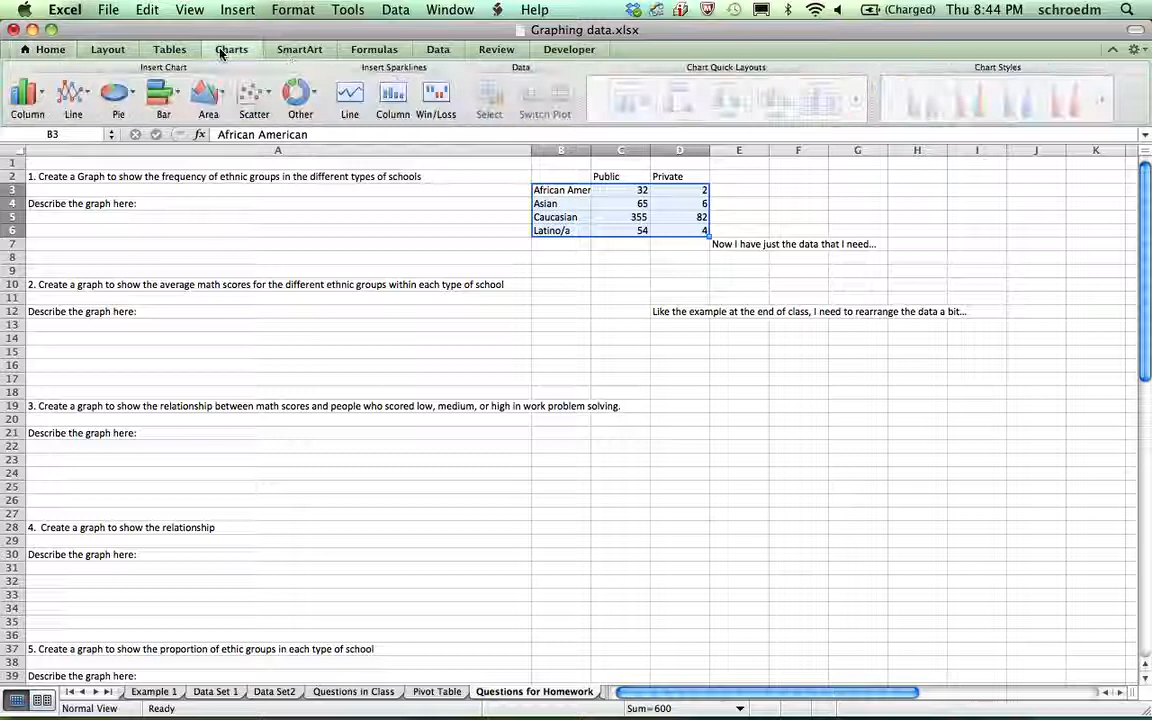 Excel File Edit View Insert Format Tools Data Window Help (Charged) Thu 8:44 PM schroedm
Graphing data.xlsx
Home Layout Tables Charts SmartArt Formulas Data Review Developer
Insert Chart Insert Sparklines Data Chart Quick Layouts Chart Styles
Column Line Pie Bar Area Scatter Other Line Column Win/Loss Select Switch Plot
B3 fx African American
A B C D E F G H I J K
1
2 1. Create a Graph to show the frequency of ethnic groups in the different types of schools Public Private
3 African Amer 32 2
4 Describe the graph here: Asian 65 6
5 Caucasian 355 82
6 Latino/a 54 4
7 Now I have just the data that I need...
8
9
10 2. Create a graph to show the average math scores for the different ethnic groups within each type of school
11
12 Describe the graph here: Like the example at the end of class, I need to rearrange the data a bit...
13
14
15
16
17
18
19 3. Create a graph to show the relationship between math scores and people who scored low, medium, or high in work problem solving.
20
21 Describe the graph here:
22
23
24
25
26
27
28 4. Create a graph to show the relationship
29
30 Describe the graph here:
31
32
33
34
35
36
37 5. Create a graph to show the proportion of ethic groups in each type of school
38
39 Describe the graph here:
Example 1 Data Set 1 Data Set2 Questions in Class Pivot Table Questions for Homework
Normal View Ready Sum=600